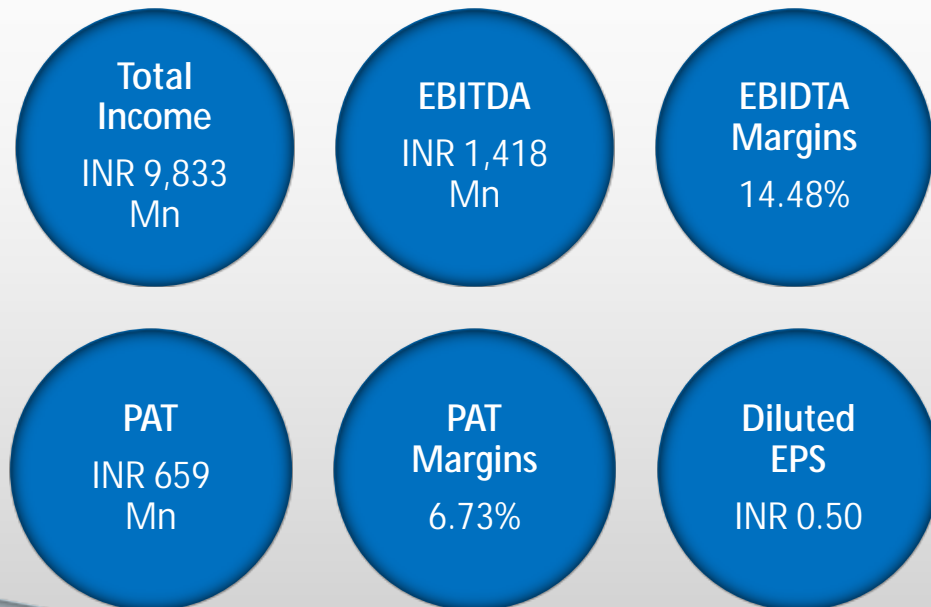 Total
Income
INR 9,833
Mn
EBITDA
INR 1,418
Mn
EBIDTA
Margins
14.48%
PAT
INR 659
Mn
PAT
Margins
6.73%
Diluted
EPS
INR 0.50